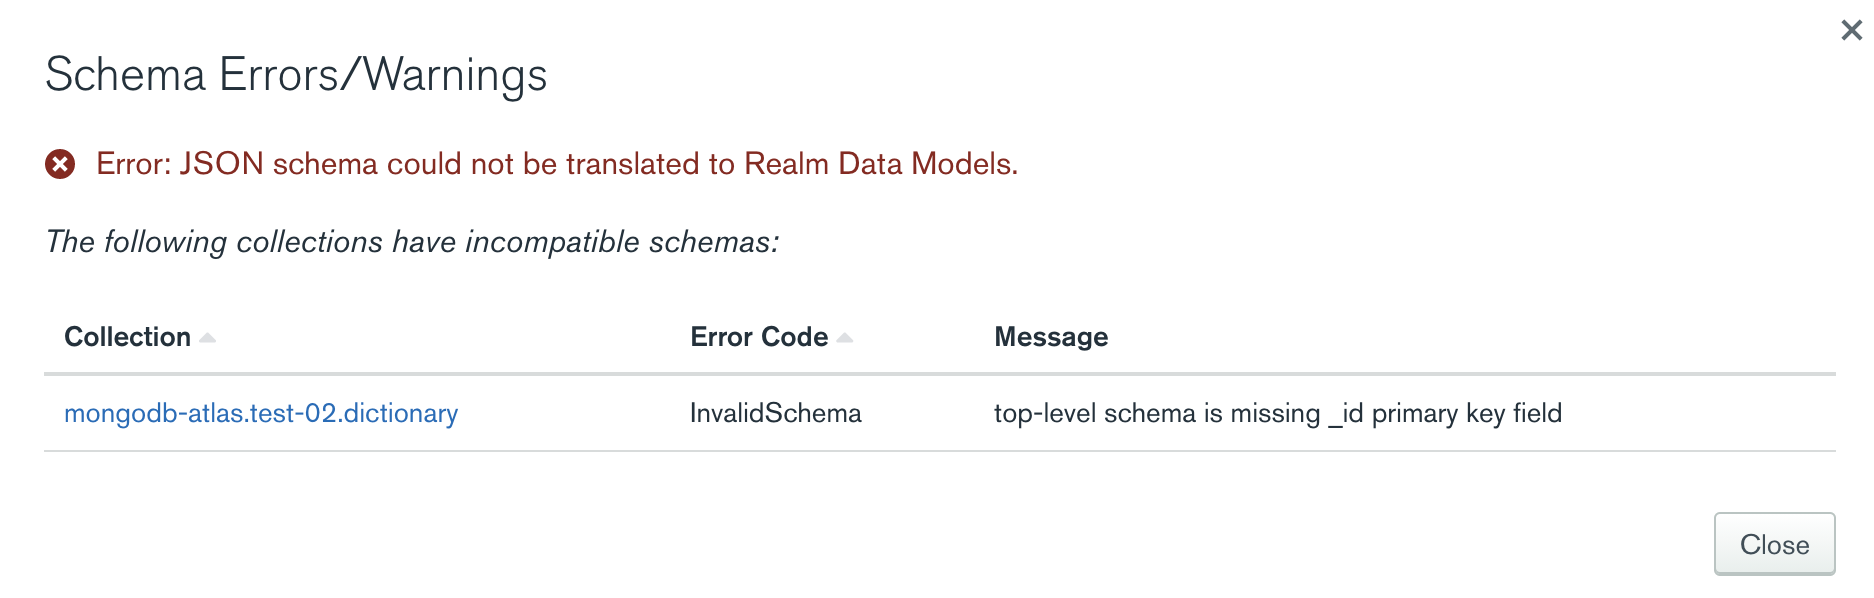 Schema Errors/Warnings
Error: JSON schema could not be translated to Realm Data Models.
The following collections have incompatible schemas:
Collection Error Code Message
mongodb-atlas.test-02.dictionary InvalidSchema top-level schema is missing _id primary key field
Close